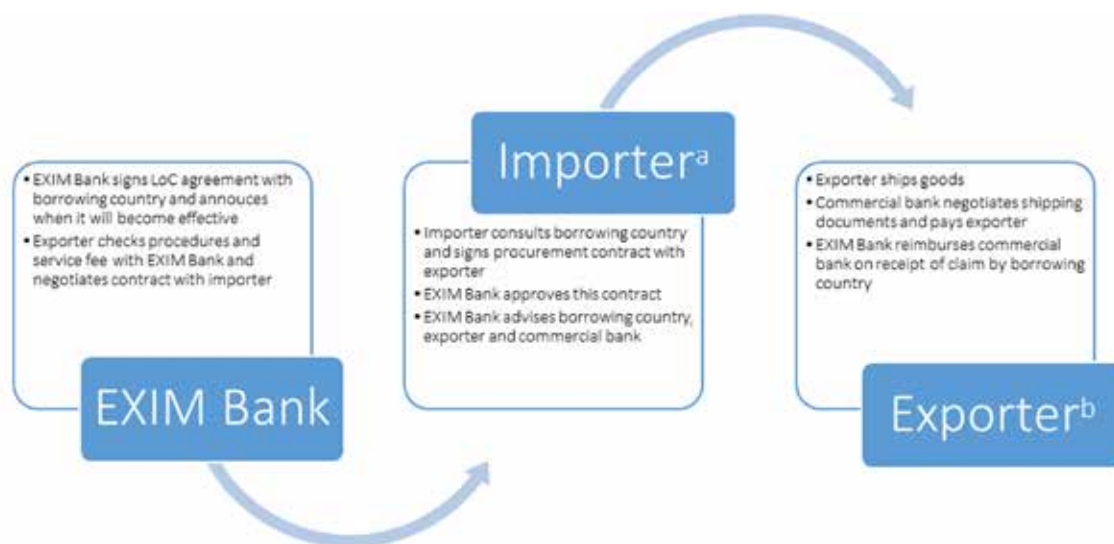 • EXIM Bank signs LoC agreement with
borrowing country and annouces
when it will become effective
• Exporter checks procedures and
service fee with EXIM Bank and
negotiates contract with importer
EXIM Bank
Importerᵃ
• Importer consults borrowing country
and signs procurement contract with
exporter
• EXIM Bank approves this contract
• EXIM Bank advises borrowing country,
exporter and commercial bank
• Exporter ships goods
• Commercial bank negotiates shipping
documents and pays exporter
• EXIM Bank reimburses commercial
bank on receipt of claim by borrowing
country
Exporterᵇ